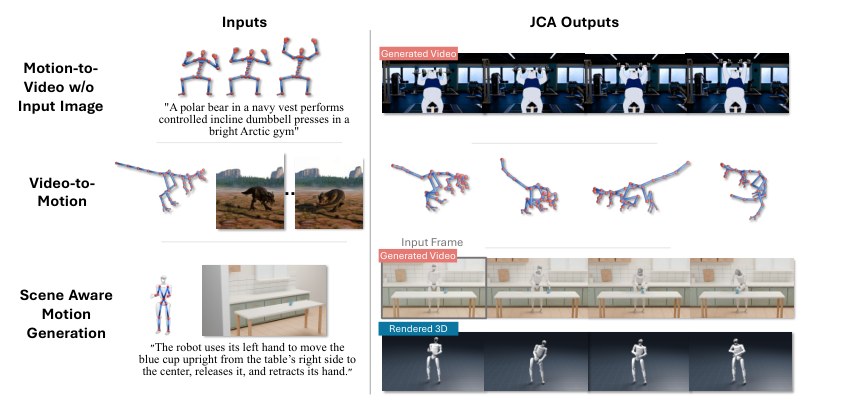 Inputs
JCA Outputs
Motion-to-
Video w/o
Input Image
"A polar bear in a navy vest performs
controlled incline dumbbell presses in a
bright Arctic gym"
Generated Video
Video-to-
Motion
..
Scene Aware
Motion
Generation
"The robot uses its left hand to move the
blue cup upright from the table's right side to
the center, releases it, and retracts its hand."
Input Frame
Generated Video
Rendered 3D